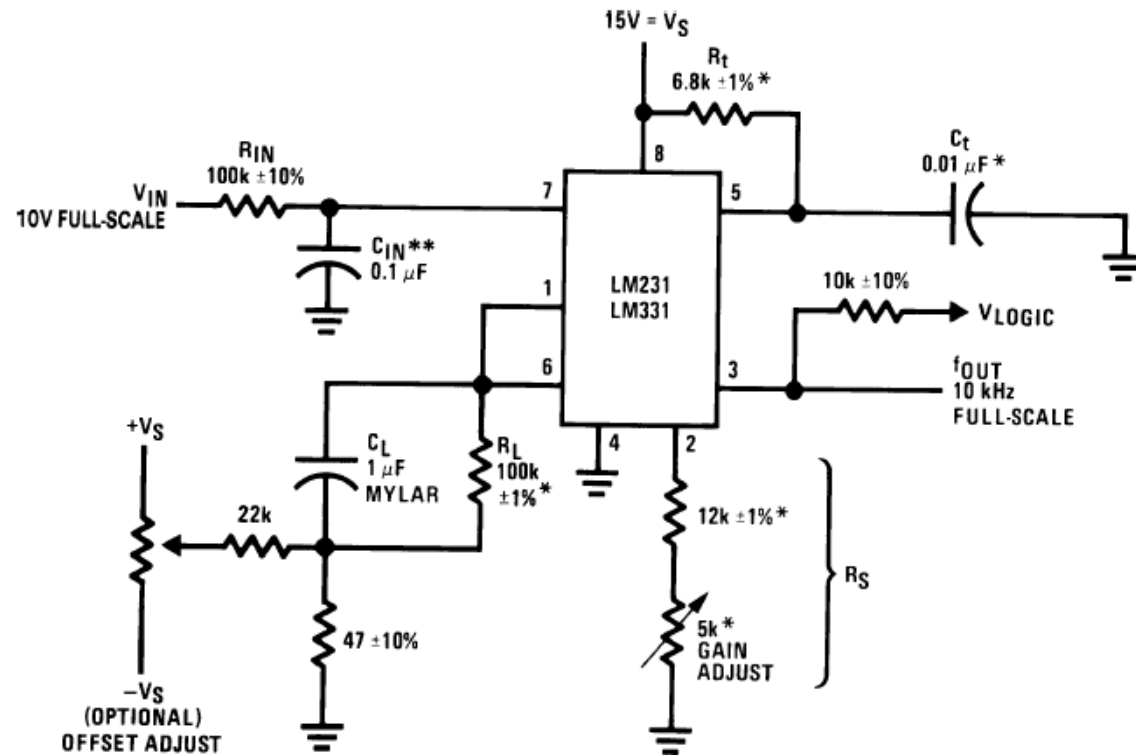 15V = VS
Rt
6.8k ±1%*
8
Ct
0.01 µF*
RIN
100k ±10%
VIN
10V FULL-SCALE
7
5
CIN**
0.1 µF
1
LM231
LM331
10k ±10%
VLOGIC
6
3
fOUT
10 kHz
FULL-SCALE
4
2
+VS
CL
1 µF
MYLAR
RL
100k
±1%*
22k
12k ±1%*
RS
47 ±10%
5k*
GAIN
ADJUST
–VS
(OPTIONAL)
OFFSET ADJUST